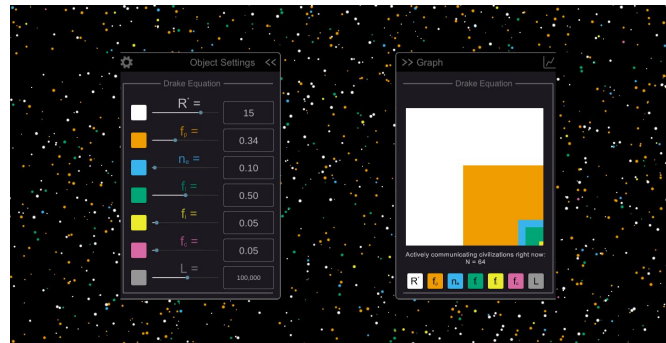 Object Settings <<
Drake Equation
R* =
15
fp =
0.34
ne =
0.10
fl =
0.50
fi =
0.05
fc =
0.05
L =
100,000
>> Graph
Drake Equation
Actively communicating civilizations right now:
N = 64
R* fp ne fl fi fc L